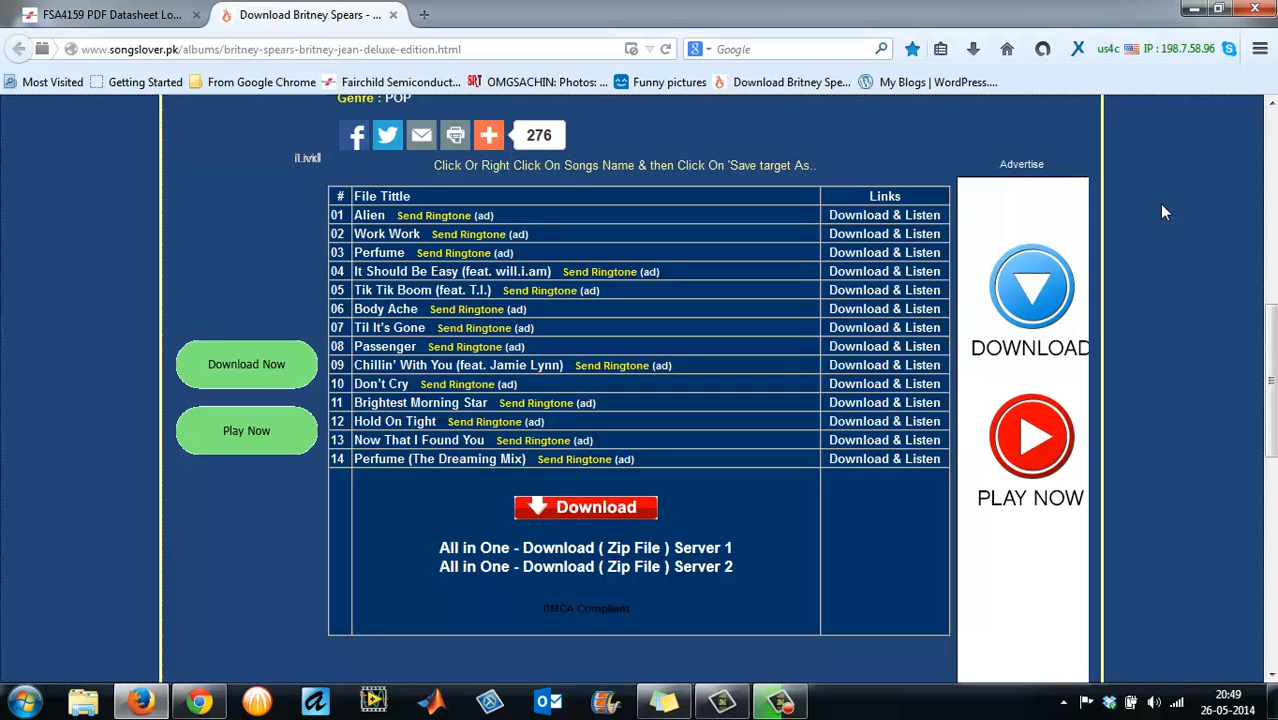 FSA4159 PDF Datasheet Lo...
Download Britney Spears - ...
www.songslover.pk/albums/britney-spears-britney-jean-deluxe-edition.html
Google
us4c
IP : 198.7.58.96
Most Visited
Getting Started
From Google Chrome
Fairchild Semiconduct...
OMGSACHIN: Photos: ...
Funny pictures
Download Britney Spe...
My Blogs | WordPress....
Genre : POP
276
iLivid
Click Or Right Click On Songs Name & then Click On 'Save target As..
Advertise
# File Tittle Links
01 Alien Send Ringtone (ad) Download & Listen
02 Work Work Send Ringtone (ad) Download & Listen
03 Perfume Send Ringtone (ad) Download & Listen
04 It Should Be Easy (feat. will.i.am) Send Ringtone (ad) Download & Listen
05 Tik Tik Boom (feat. T.I.) Send Ringtone (ad) Download & Listen
06 Body Ache Send Ringtone (ad) Download & Listen
07 Til It's Gone Send Ringtone (ad) Download & Listen
08 Passenger Send Ringtone (ad) Download & Listen
09 Chillin' With You (feat. Jamie Lynn) Send Ringtone (ad) Download & Listen
10 Don't Cry Send Ringtone (ad) Download & Listen
11 Brightest Morning Star Send Ringtone (ad) Download & Listen
12 Hold On Tight Send Ringtone (ad) Download & Listen
13 Now That I Found You Send Ringtone (ad) Download & Listen
14 Perfume (The Dreaming Mix) Send Ringtone (ad) Download & Listen
Download Now
Play Now
DOWNLOAD
PLAY NOW
Download
All in One - Download ( Zip File ) Server 1
All in One - Download ( Zip File ) Server 2
DMCA Compliant
20:49
26-05-2014